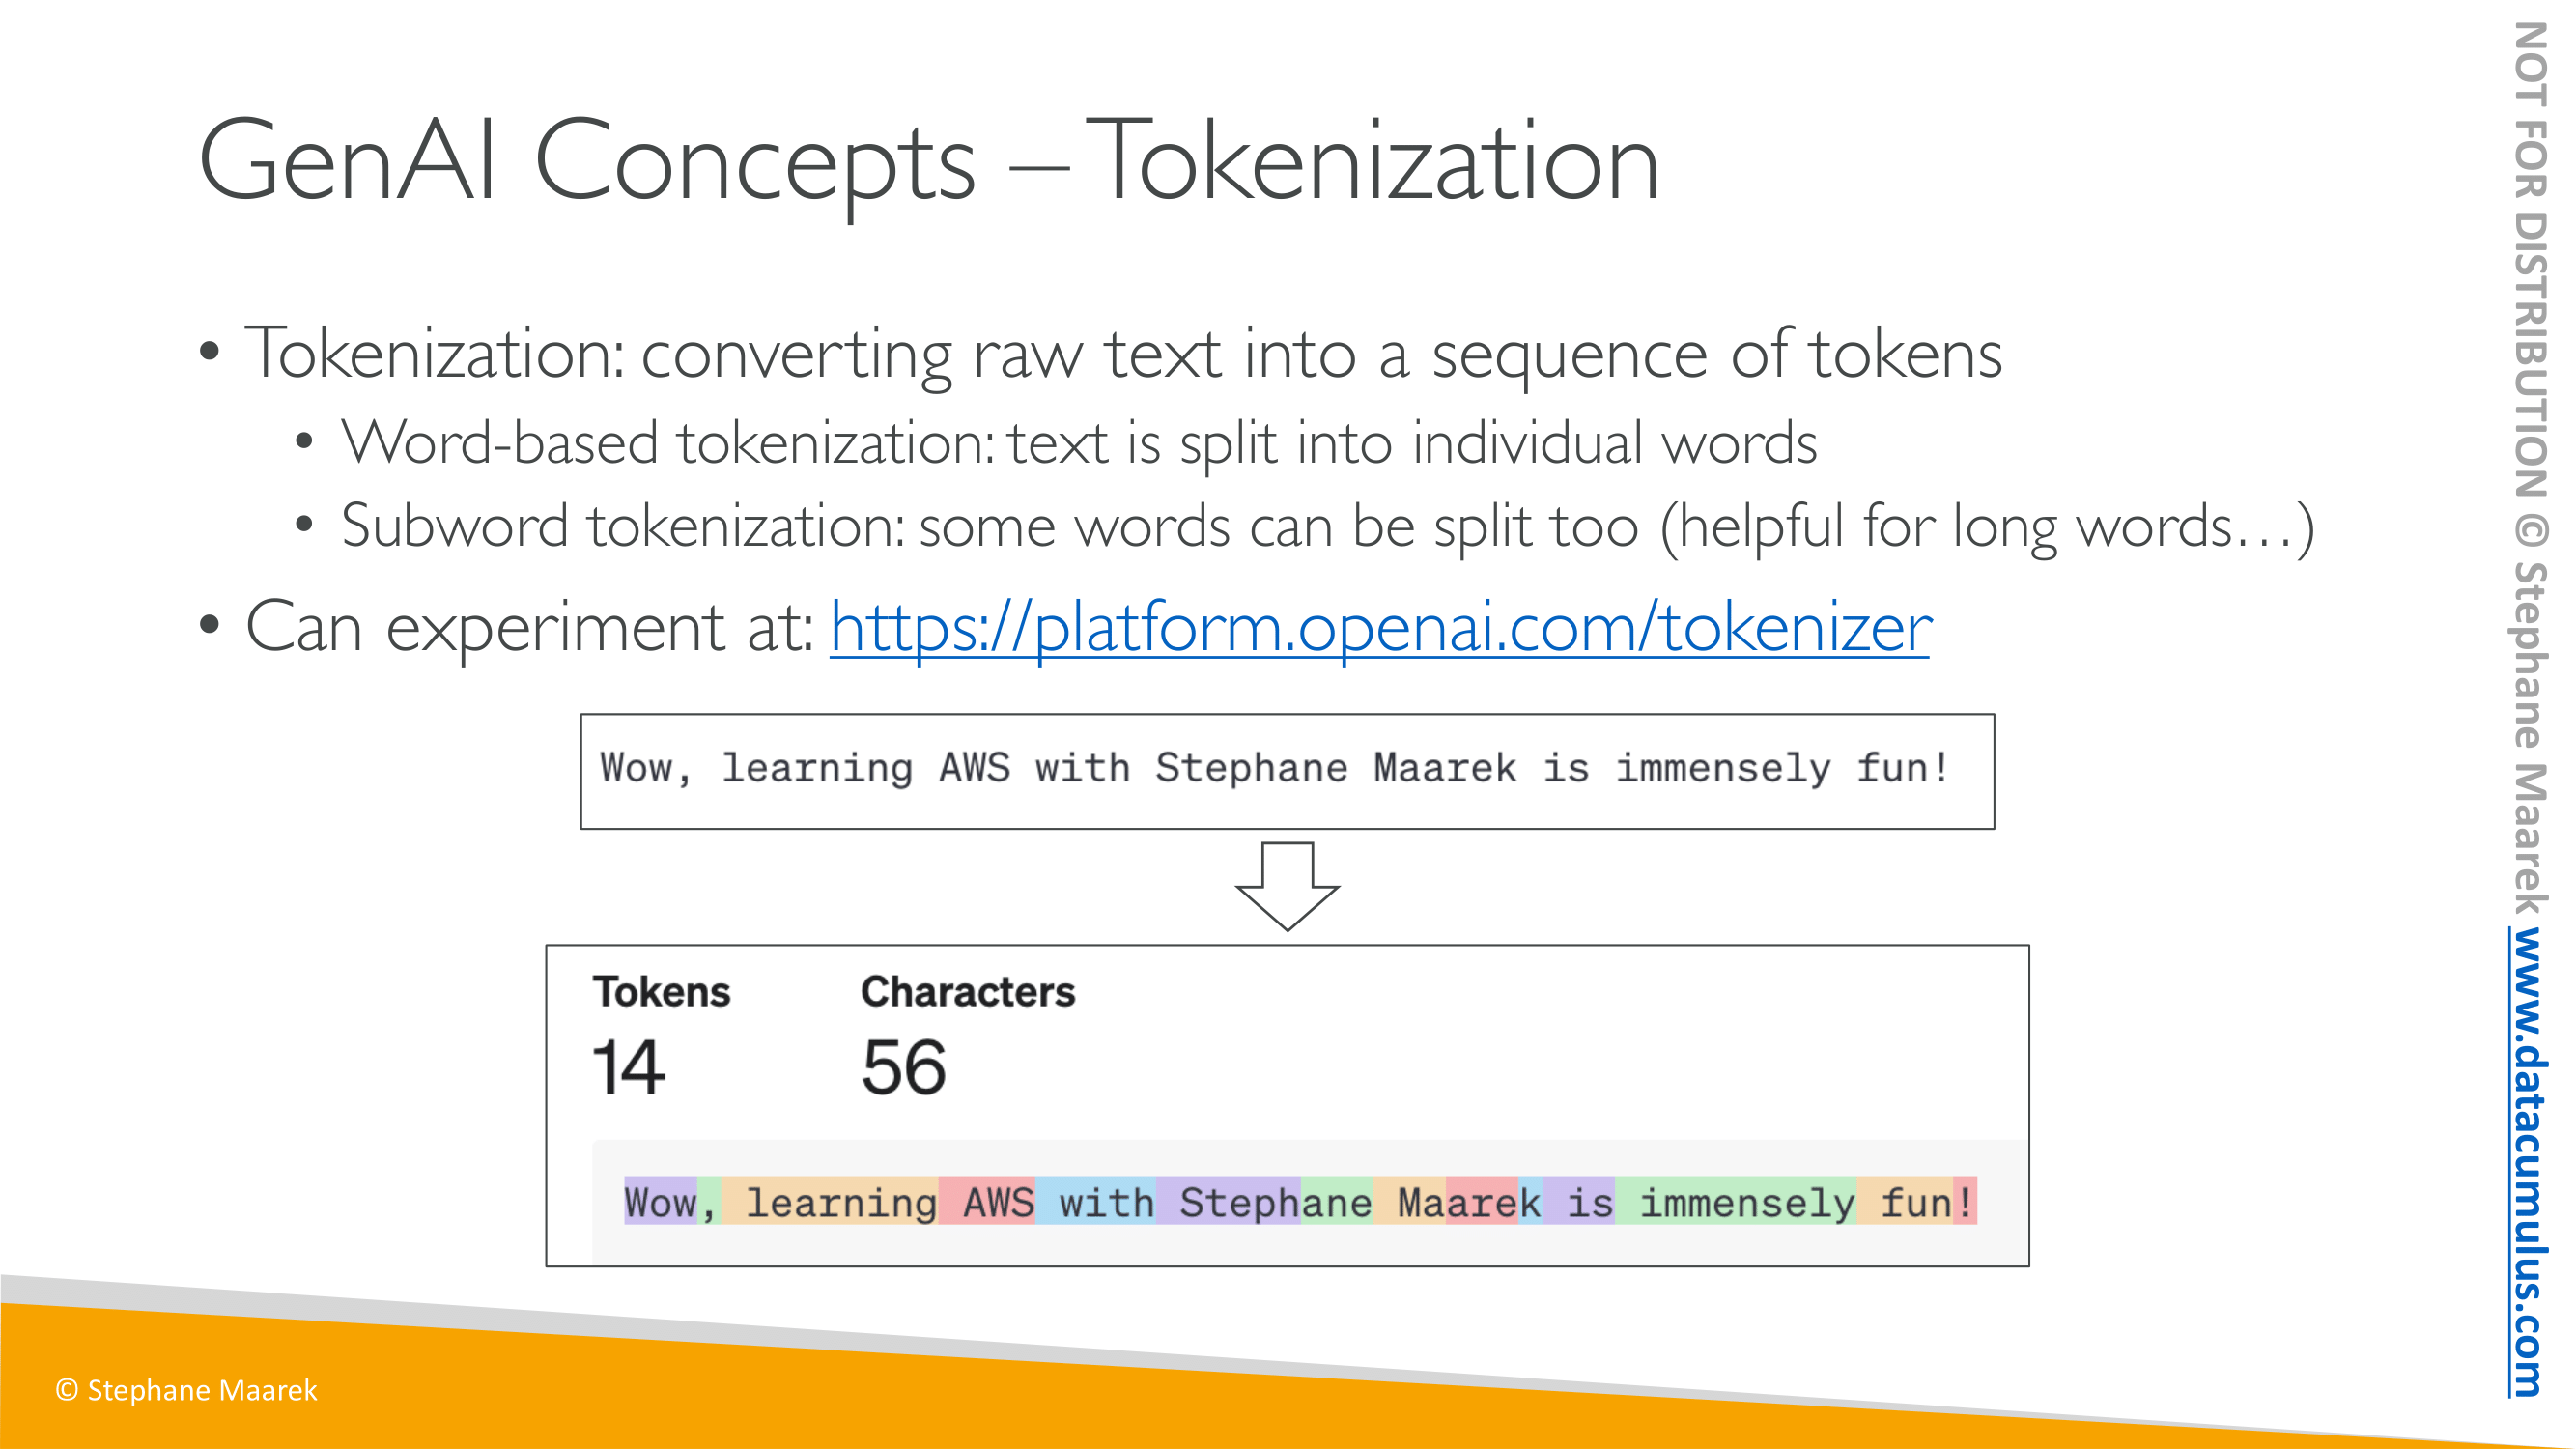 GenAI Concepts – Tokenization
• Tokenization: converting raw text into a sequence of tokens
• Word-based tokenization: text is split into individual words
• Subword tokenization: some words can be split too (helpful for long words…)
• Can experiment at: https://platform.openai.com/tokenizer
Wow, learning AWS with Stephane Maarek is immensely fun!
Tokens Characters
14 56
Wow, learning AWS with Stephane Maarek is immensely fun!
© Stephane Maarek
NOT FOR DISTRIBUTION © Stephane Maarek www.datacumulus.com